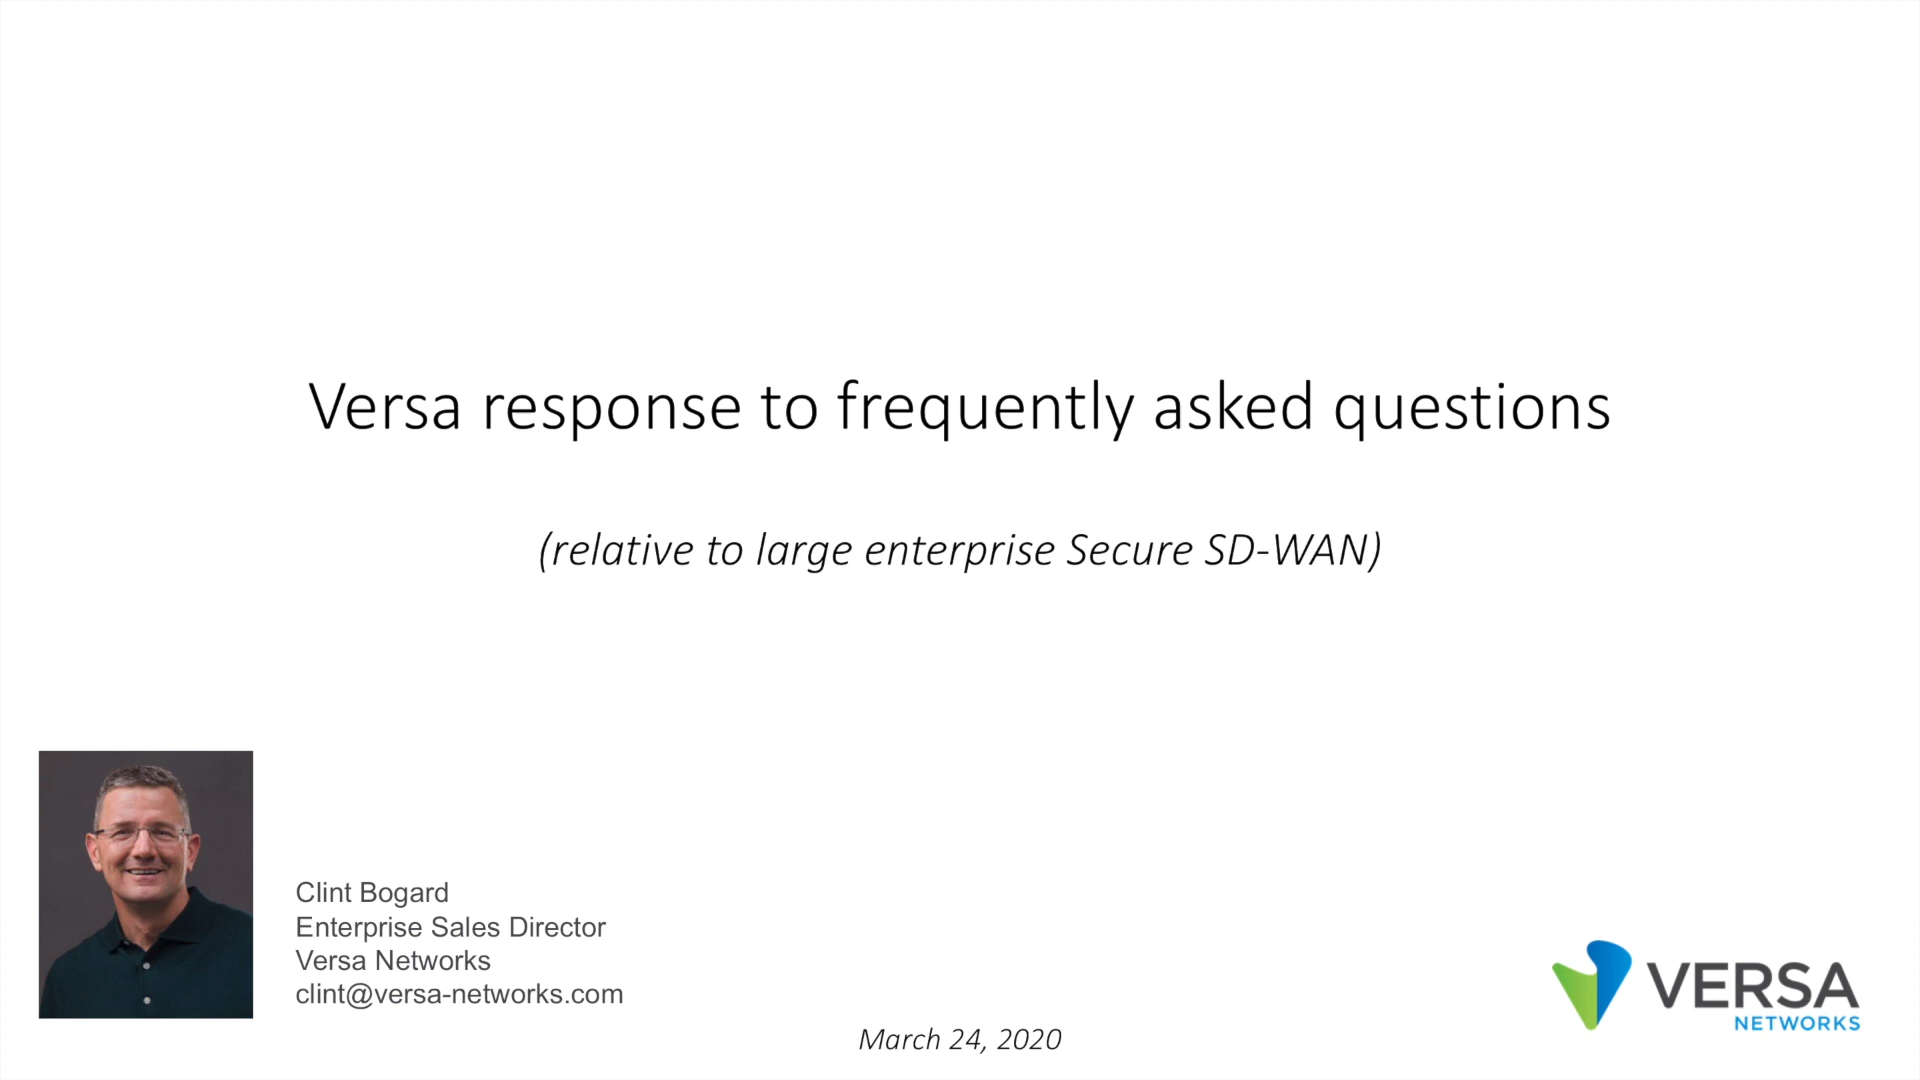 Versa response to frequently asked questions
(relative to large enterprise Secure SD-WAN)
Clint Bogard
Enterprise Sales Director
Versa Networks
clint@versa-networks.com
March 24, 2020
VERSA
NETWORKS